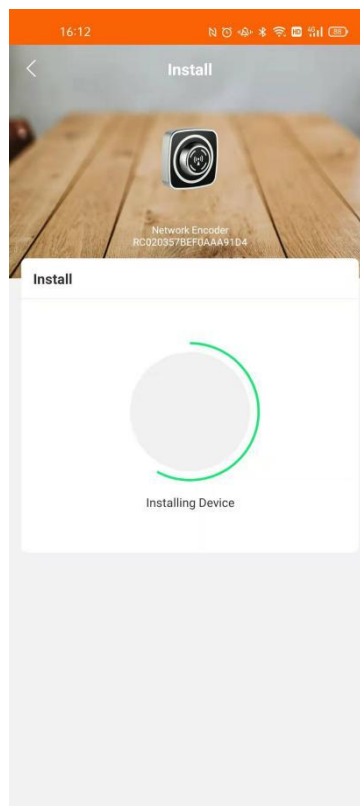 16:12
Install
Network Encoder
RC020357BEF0AAA91D4
Install
Installing Device